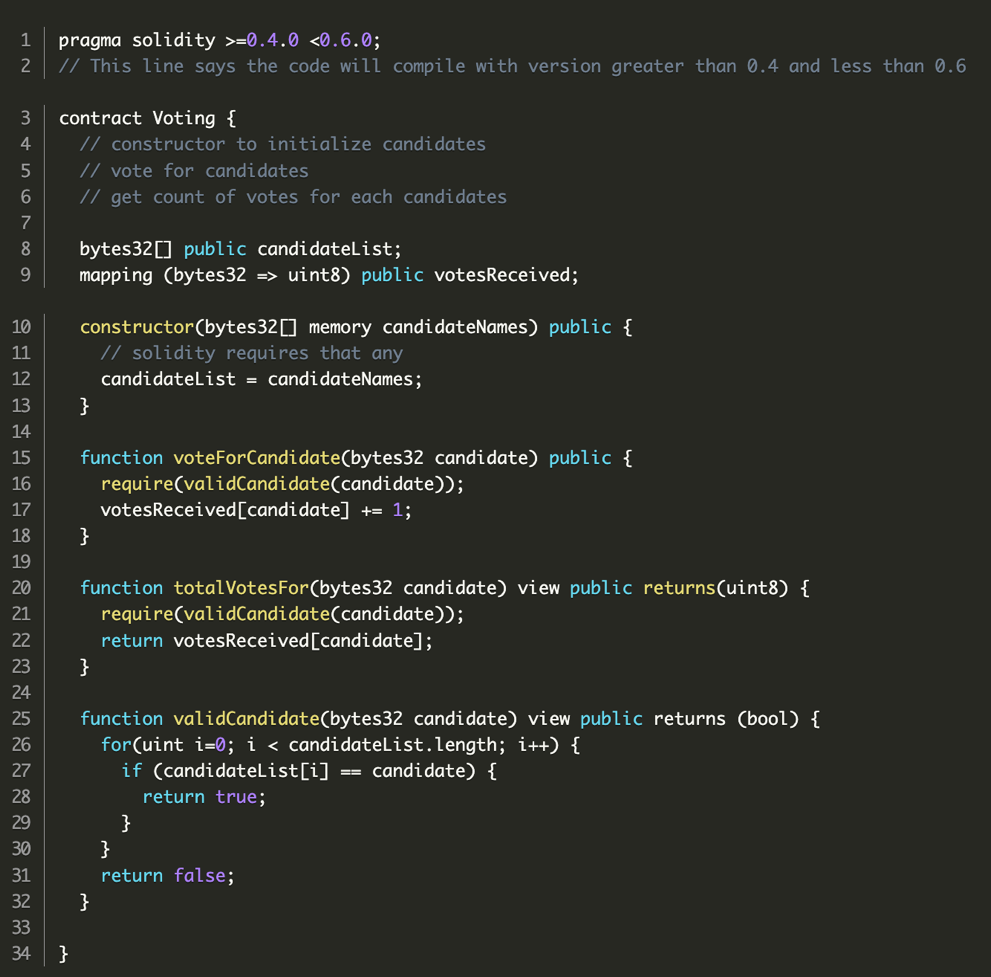 1 pragma solidity >=0.4.0 <0.6.0;
2 // This line says the code will compile with version greater than 0.4 and less than 0.6
3 contract Voting {
4   // constructor to initialize candidates
5   // vote for candidates
6   // get count of votes for each candidates
7
8   bytes32[] public candidateList;
9   mapping (bytes32 => uint8) public votesReceived;
10   constructor(bytes32[] memory candidateNames) public {
11     // solidity requires that any
12     candidateList = candidateNames;
13   }
14
15   function voteForCandidate(bytes32 candidate) public {
16     require(validCandidate(candidate));
17     votesReceived[candidate] += 1;
18   }
19
20   function totalVotesFor(bytes32 candidate) view public returns(uint8) {
21     require(validCandidate(candidate));
22     return votesReceived[candidate];
23   }
24
25   function validCandidate(bytes32 candidate) view public returns (bool) {
26     for(uint i=0; i < candidateList.length; i++) {
27       if (candidateList[i] == candidate) {
28         return true;
29       }
30     }
31     return false;
32   }
33
34 }